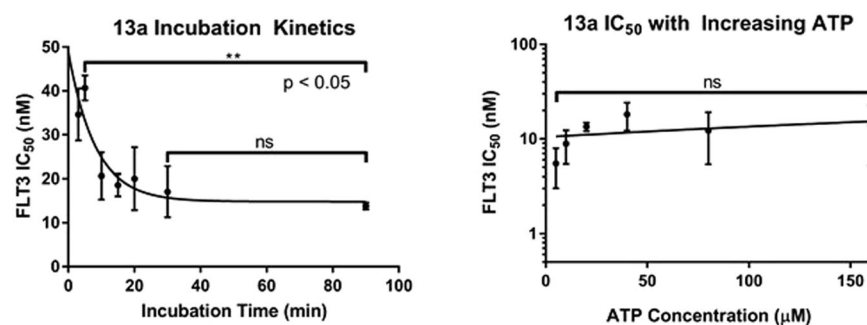 13a Incubation Kinetics
50
40
30
20
10
0
FLT3 IC50 (nM)
**
p < 0.05
ns
0 20 40 60 80 100
Incubation Time (min)
13a IC50 with Increasing ATP
100
10
1
FLT3 IC50 (nM)
ns
0 50 100 150
ATP Concentration (μM)